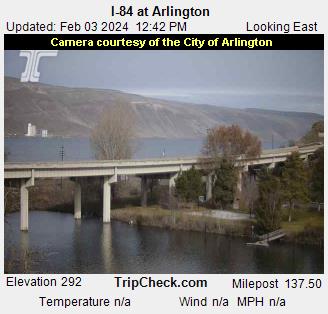 I-84 at Arlington
Updated: Feb 03 2024 12:42 PM Looking East
Camera courtesy of the City of Arlington
Elevation 292 TripCheck.com Milepost 137.50
Temperature n/a Wind n/a MPH n/a